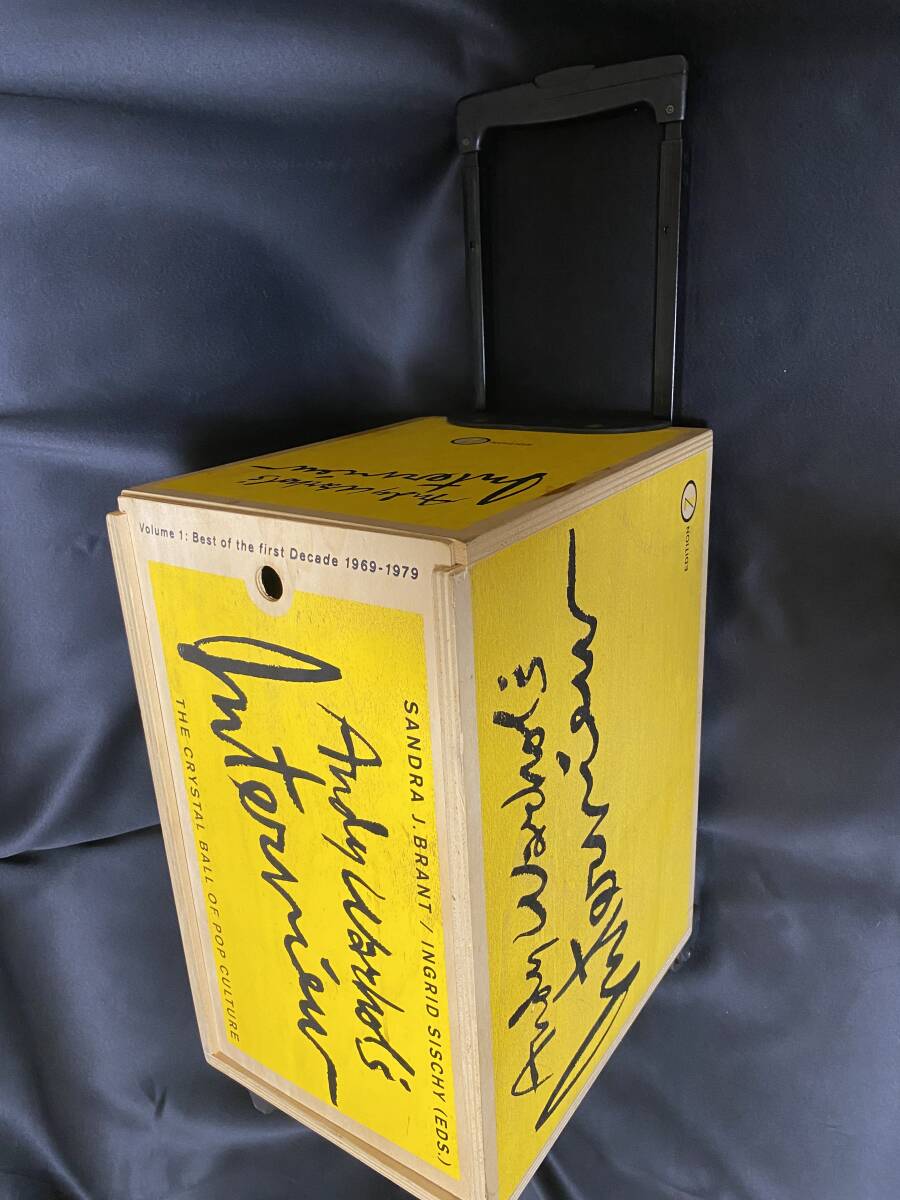 Andy Warhol's
Interview
Volume 1: Best of the first Decade 1969-1979
SANDRA J. BRANT / INGRID SISCHY (EDS.)
Andy Warhol's
Interview
THE CRYSTAL BALL OF POP CULTURE
EDITION
Andy Warhol's
Interview